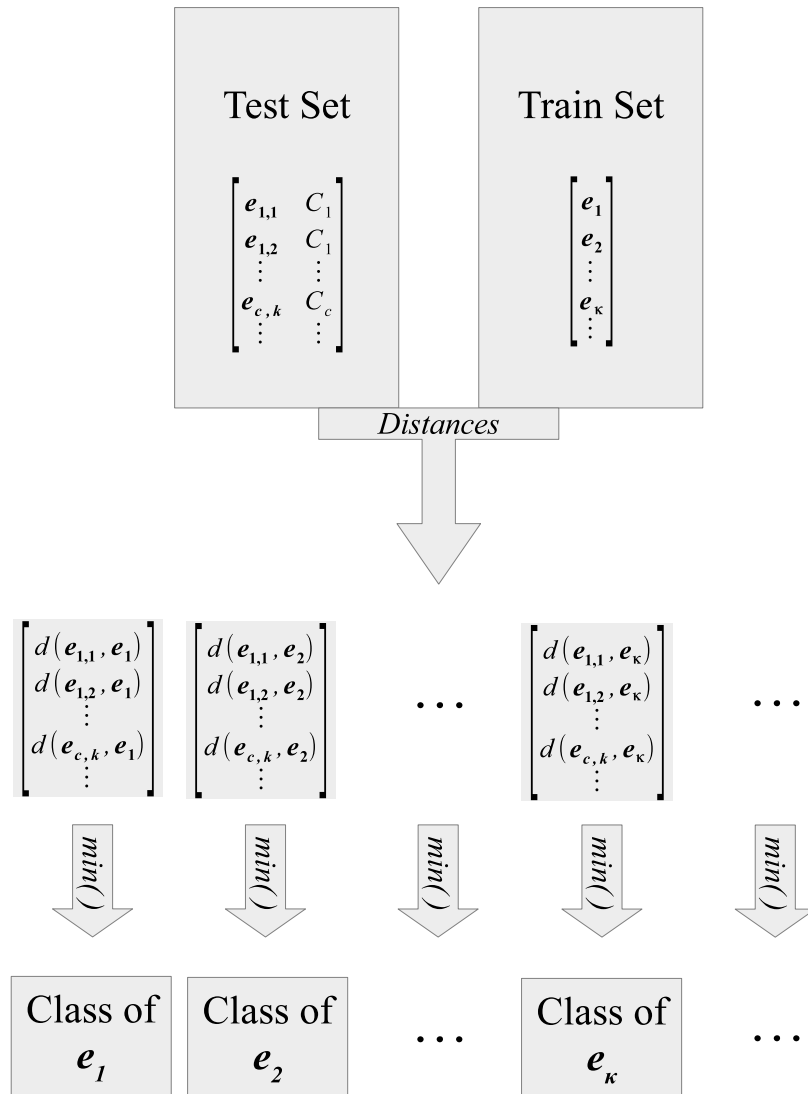 Test Set
Train Set
e1,1 C1
e1,2 C1
⋮ ⋮
ec,k Cc
⋮ ⋮
e1
e2
⋮
eκ
⋮
Distances
d(e1,1, e1)
d(e1,2, e1)
⋮
d(ec,k, e1)
⋮
d(e1,1, e2)
d(e1,2, e2)
⋮
d(ec,k, e2)
⋮
...
d(e1,1, eκ)
d(e1,2, eκ)
⋮
d(ec,k, eκ)
⋮
...
min()
min()
min()
min()
min()
Class of
e1
Class of
e2
...
Class of
eκ
...